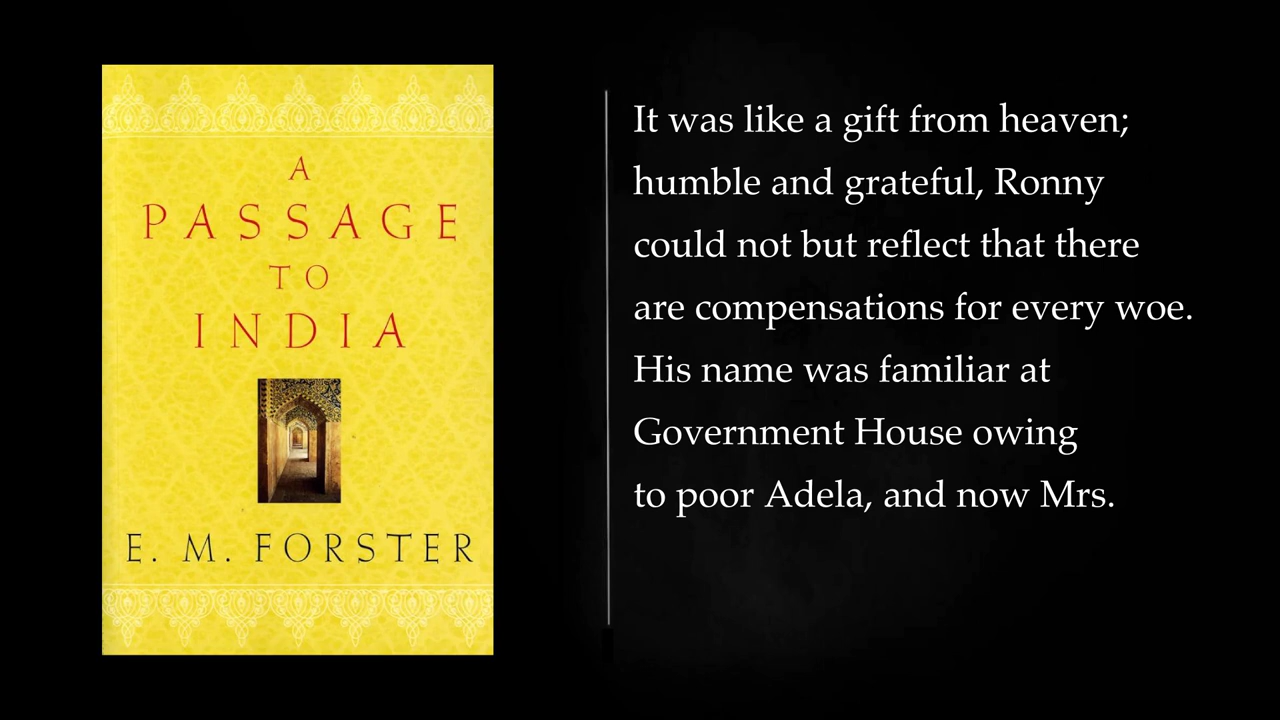 A
PASSAGE
TO
INDIA
E. M. FORSTER
It was like a gift from heaven;
humble and grateful, Ronny
could not but reflect that there
are compensations for every woe.
His name was familiar at
Government House owing
to poor Adela, and now Mrs.